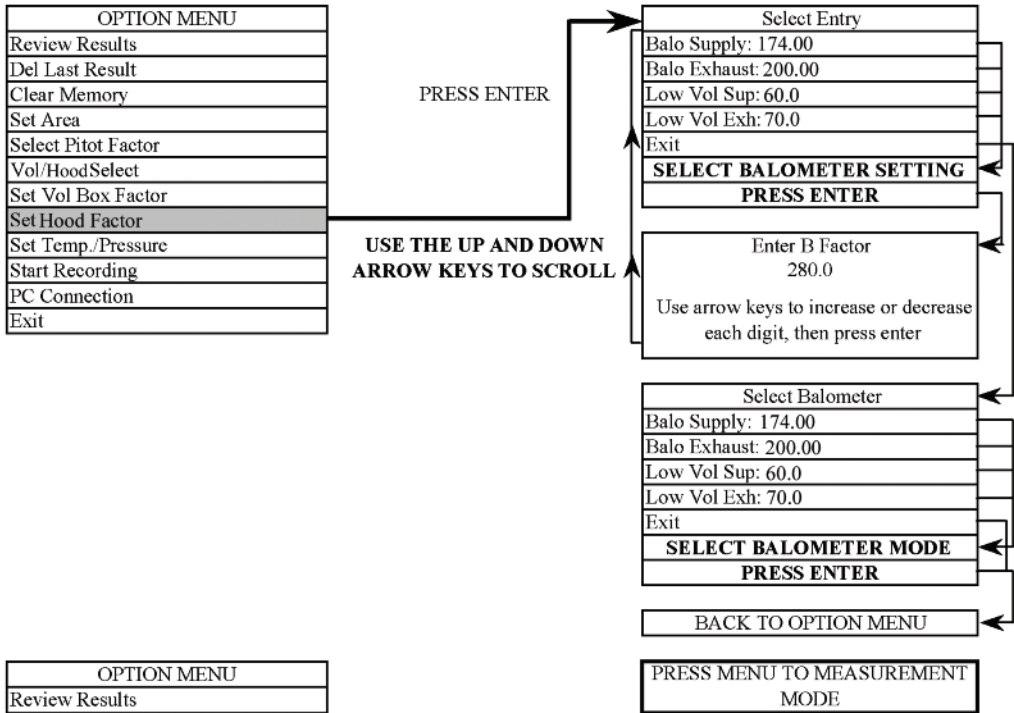 OPTION MENU
Review Results
Del Last Result
Clear Memory
Set Area
Select Pitot Factor
Vol/Hood Select
Set Vol Box Factor
Set Hood Factor
Set Temp./Pressure
Start Recording
PC Connection
Exit
PRESS ENTER
USE THE UP AND DOWN
ARROW KEYS TO SCROLL
Select Entry
Balo Supply: 174.00
Balo Exhaust: 200.00
Low Vol Sup: 60.0
Low Vol Exh: 70.0
Exit
SELECT BALOMETER SETTING
PRESS ENTER
Enter B Factor
280.0
Use arrow keys to increase or decrease
each digit, then press enter
Select Balometer
Balo Supply: 174.00
Balo Exhaust: 200.00
Low Vol Sup: 60.0
Low Vol Exh: 70.0
Exit
SELECT BALOMETER MODE
PRESS ENTER
BACK TO OPTION MENU
OPTION MENU
Review Results
PRESS MENU TO MEASUREMENT
MODE